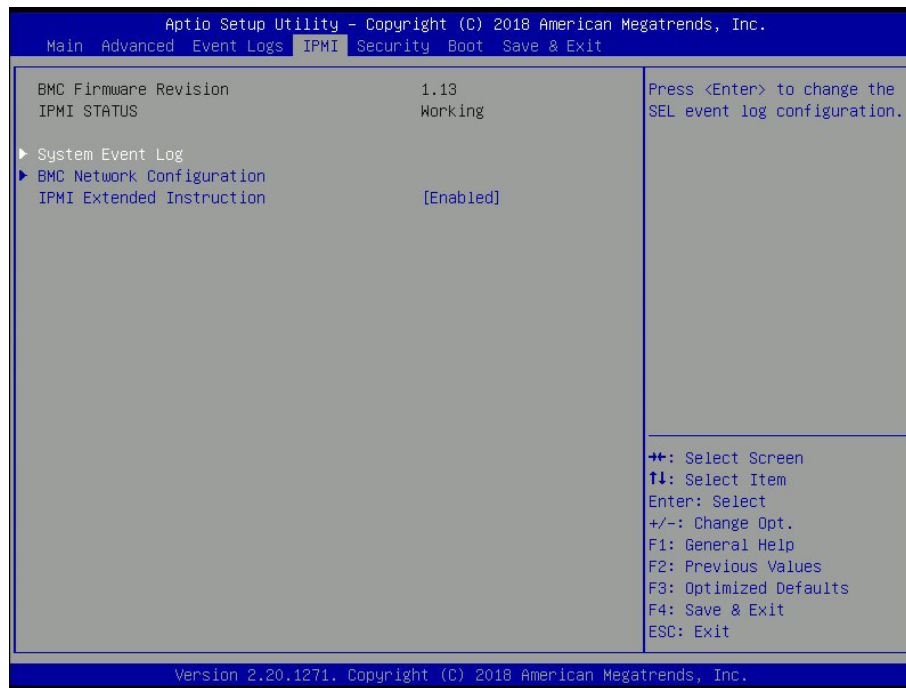 Aptio Setup Utility – Copyright (C) 2018 American Megatrends, Inc.
Main Advanced Event Logs IPMI Security Boot Save & Exit
BMC Firmware Revision 1.13
IPMI STATUS Working
System Event Log
BMC Network Configuration
IPMI Extended Instruction [Enabled]
Press <Enter> to change the
SEL event log configuration.
→←: Select Screen
↑↓: Select Item
Enter: Select
+/-: Change Opt.
F1: General Help
F2: Previous Values
F3: Optimized Defaults
F4: Save & Exit
ESC: Exit
Version 2.20.1271. Copyright (C) 2018 American Megatrends, Inc.